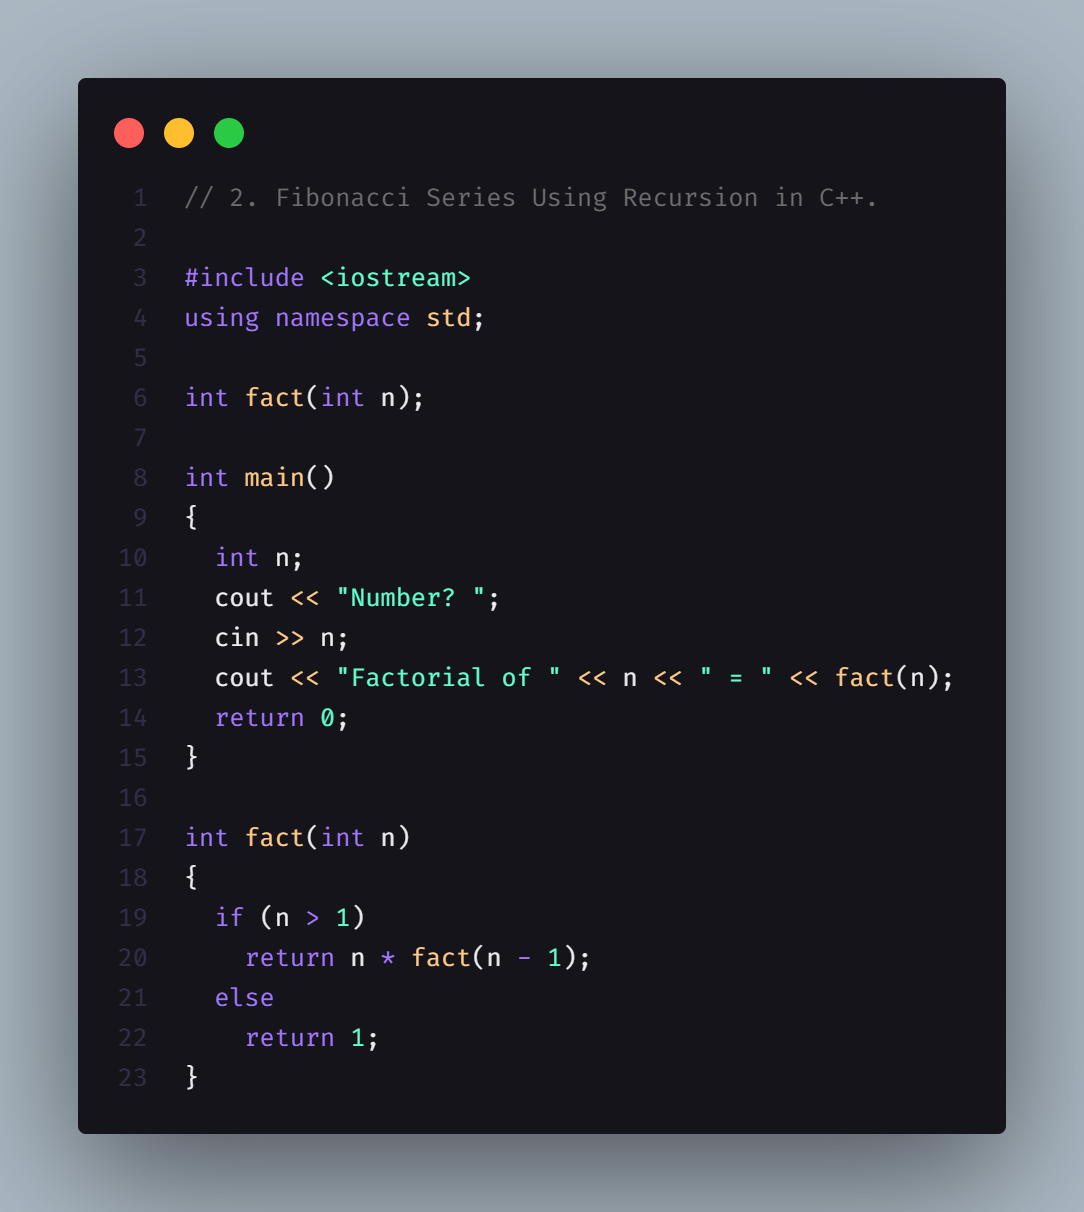 1 // 2. Fibonacci Series Using Recursion in C++.
2
3 #include <iostream>
4 using namespace std;
5
6 int fact(int n);
7
8 int main()
9 {
10   int n;
11   cout << "Number? ";
12   cin >> n;
13   cout << "Factorial of " << n << " = " << fact(n);
14   return 0;
15 }
16
17 int fact(int n)
18 {
19   if (n > 1)
20     return n * fact(n - 1);
21   else
22     return 1;
23 }